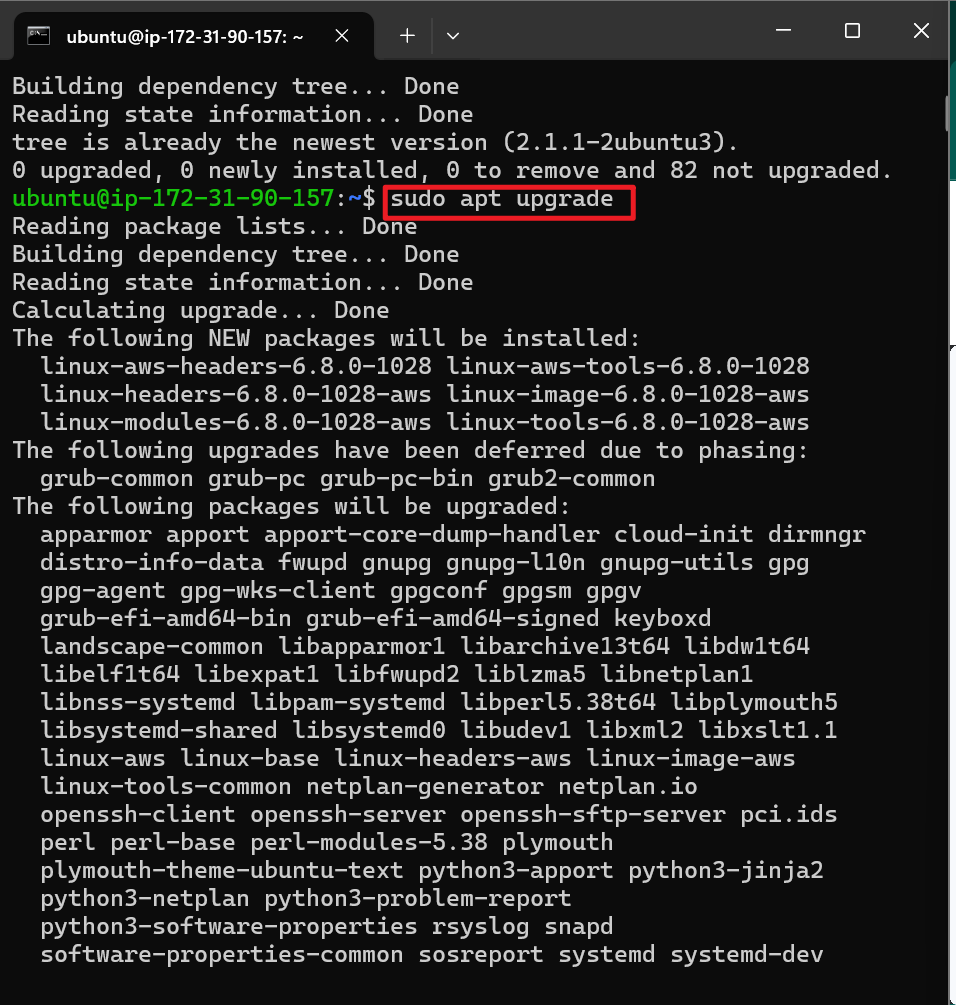 ubuntu@ip-172-31-90-157: ~
Building dependency tree... Done
Reading state information... Done
tree is already the newest version (2.1.1-2ubuntu3).
0 upgraded, 0 newly installed, 0 to remove and 82 not upgraded.
ubuntu@ip-172-31-90-157:~$ sudo apt upgrade
Reading package lists... Done
Building dependency tree... Done
Reading state information... Done
Calculating upgrade... Done
The following NEW packages will be installed:
  linux-aws-headers-6.8.0-1028 linux-aws-tools-6.8.0-1028
  linux-headers-6.8.0-1028-aws linux-image-6.8.0-1028-aws
  linux-modules-6.8.0-1028-aws linux-tools-6.8.0-1028-aws
The following upgrades have been deferred due to phasing:
  grub-common grub-pc grub-pc-bin grub2-common
The following packages will be upgraded:
  apparmor apport apport-core-dump-handler cloud-init dirmngr
  distro-info-data fwupd gnupg gnupg-l10n gnupg-utils gpg
  gpg-agent gpg-wks-client gpgconf gpgsm gpgv
  grub-efi-amd64-bin grub-efi-amd64-signed keyboxd
  landscape-common libapparmor1 libarchive13t64 libdw1t64
  libelf1t64 libexpat1 libfwupd2 liblzma5 libnetplan1
  libnss-systemd libpam-systemd libperl5.38t64 libplymouth5
  libsystemd-shared libsystemd0 libudev1 libxml2 libxslt1.1
  linux-aws linux-base linux-headers-aws linux-image-aws
  linux-tools-common netplan-generator netplan.io
  openssh-client openssh-server openssh-sftp-server pci.ids
  perl perl-base perl-modules-5.38 plymouth
  plymouth-theme-ubuntu-text python3-apport python3-jinja2
  python3-netplan python3-problem-report
  python3-software-properties rsyslog snapd
  software-properties-common sosreport systemd systemd-dev